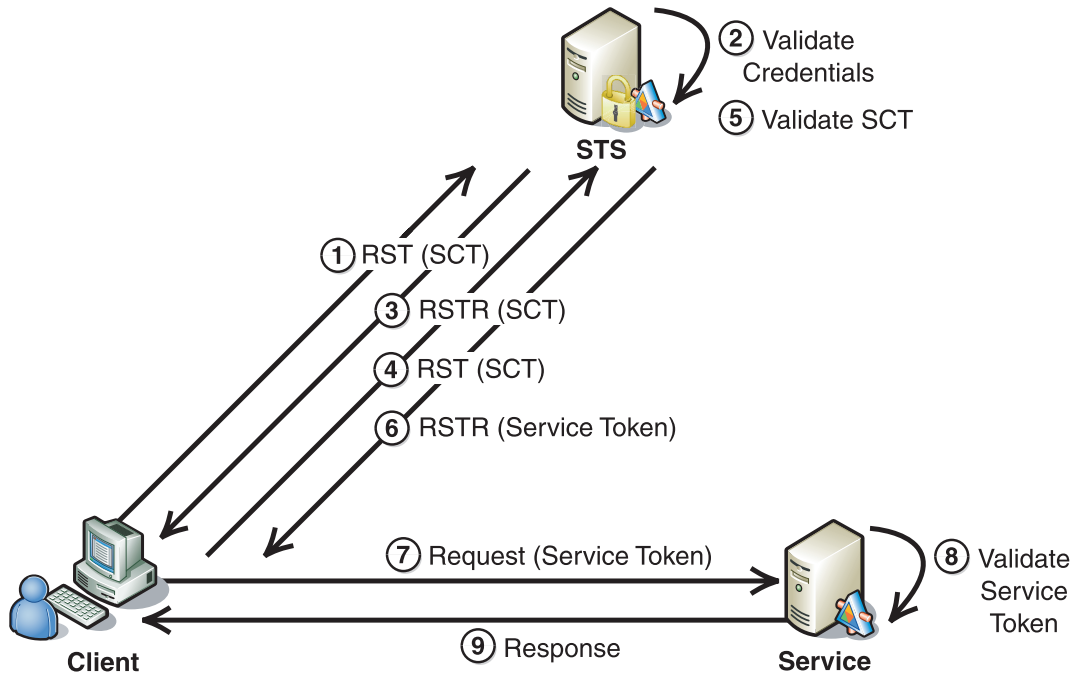 2 Validate
Credentials
5 Validate SCT
STS
1 RST (SCT)
3 RSTR (SCT)
4 RST (SCT)
6 RSTR (Service Token)
7 Request (Service Token)
8 Validate
Service
Token
9 Response
Client
Service